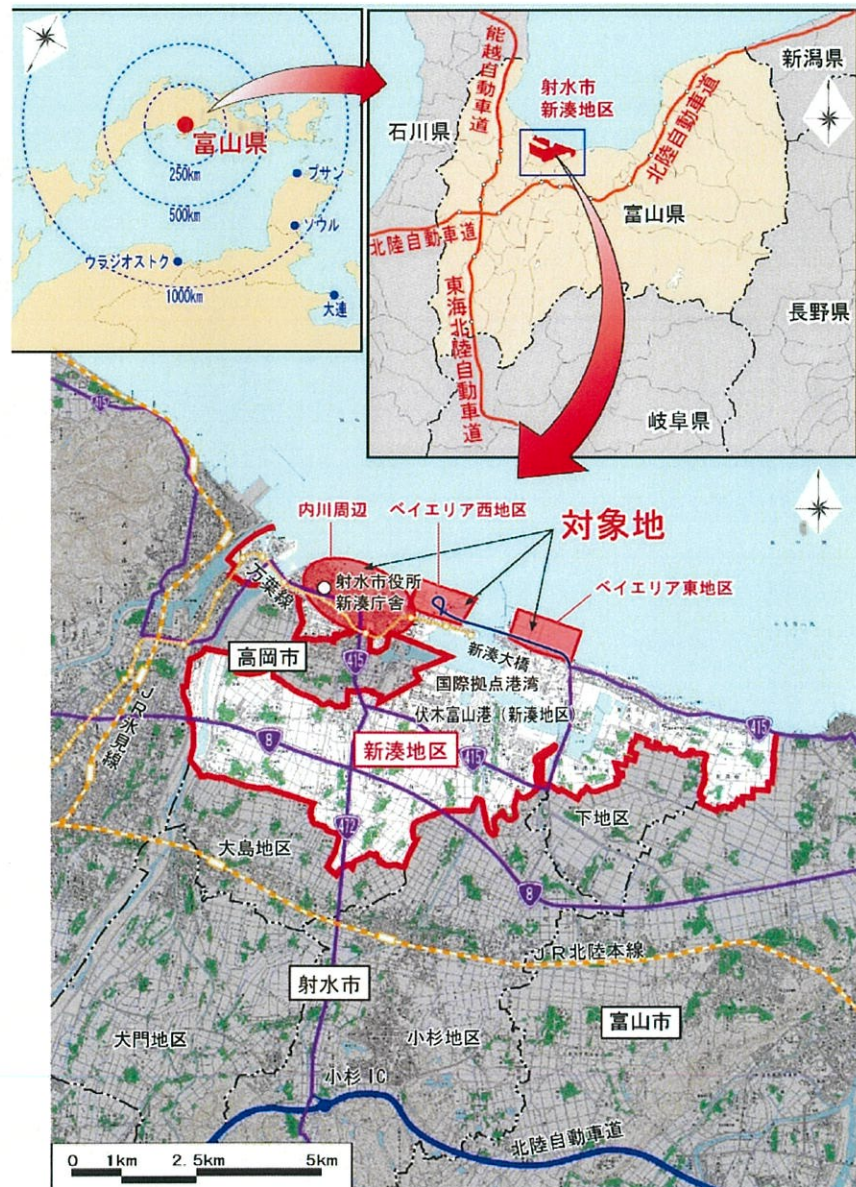 富山県
250km
500km
1000km
プサン
ソウル
ウラジオストク
大連
能越自動車道
新潟県
石川県
射水市
新湊地区
北陸自動車道
富山県
北陸自動車道
東海北陸自動車道
長野県
岐阜県
415
内川周辺
ベイエリア西地区
対象地
ベイエリア東地区
万葉線
射水市役所
新湊庁舎
高岡市
415
新湊大橋
国際拠点港湾
伏木富山港(新湊地区)
JR氷見線
8
新湊地区
415
415
472
下地区
大島地区
8
JR北陸本線
射水市
富山市
大門地区
小杉地区
小杉IC
北陸自動車道
0 1km 2.5km 5km